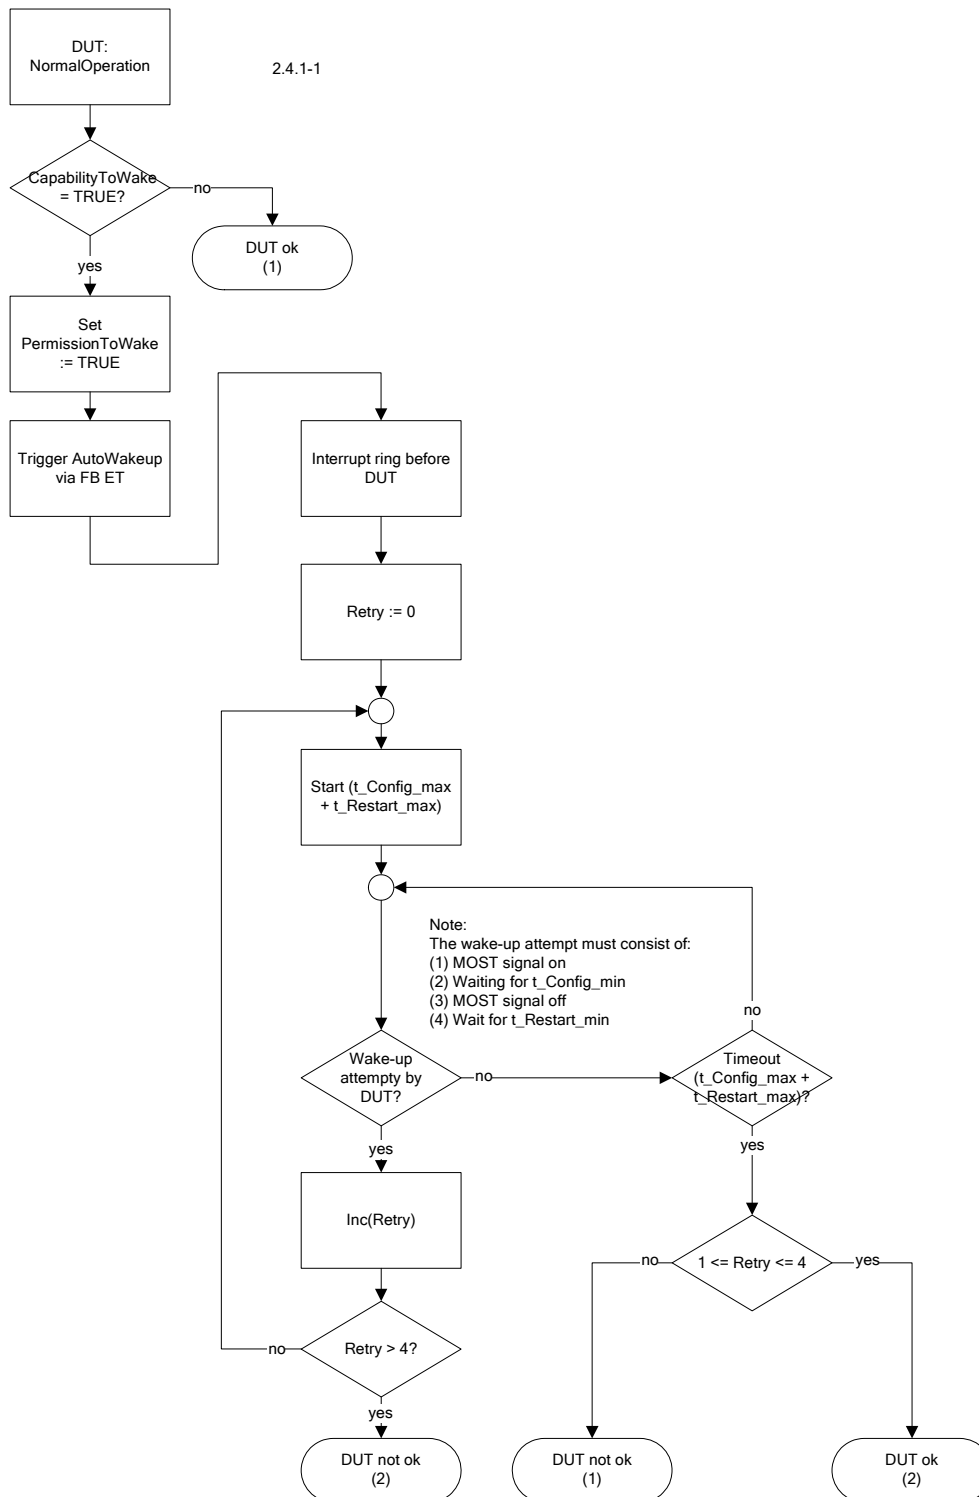 DUT:
NormalOperation
2.4.1-1
CapabilityToWake
= TRUE?
no
DUT ok
(1)
yes
Set
PermissionToWake
:= TRUE
Trigger AutoWakeup
via FB ET
Interrupt ring before
DUT
Retry := 0
Start (t_Config_max
+ t_Restart_max)
Note:
The wake-up attempt must consist of:
(1) MOST signal on
(2) Waiting for t_Config_min
(3) MOST signal off
(4) Wait for t_Restart_min
no
Wake-up
attempty by
DUT?
no
Timeout
(t_Config_max +
t_Restart_max)?
yes
yes
Inc(Retry)
no
1 <= Retry <= 4
yes
no
Retry > 4?
yes
DUT not ok
(2)
DUT not ok
(1)
DUT ok
(2)